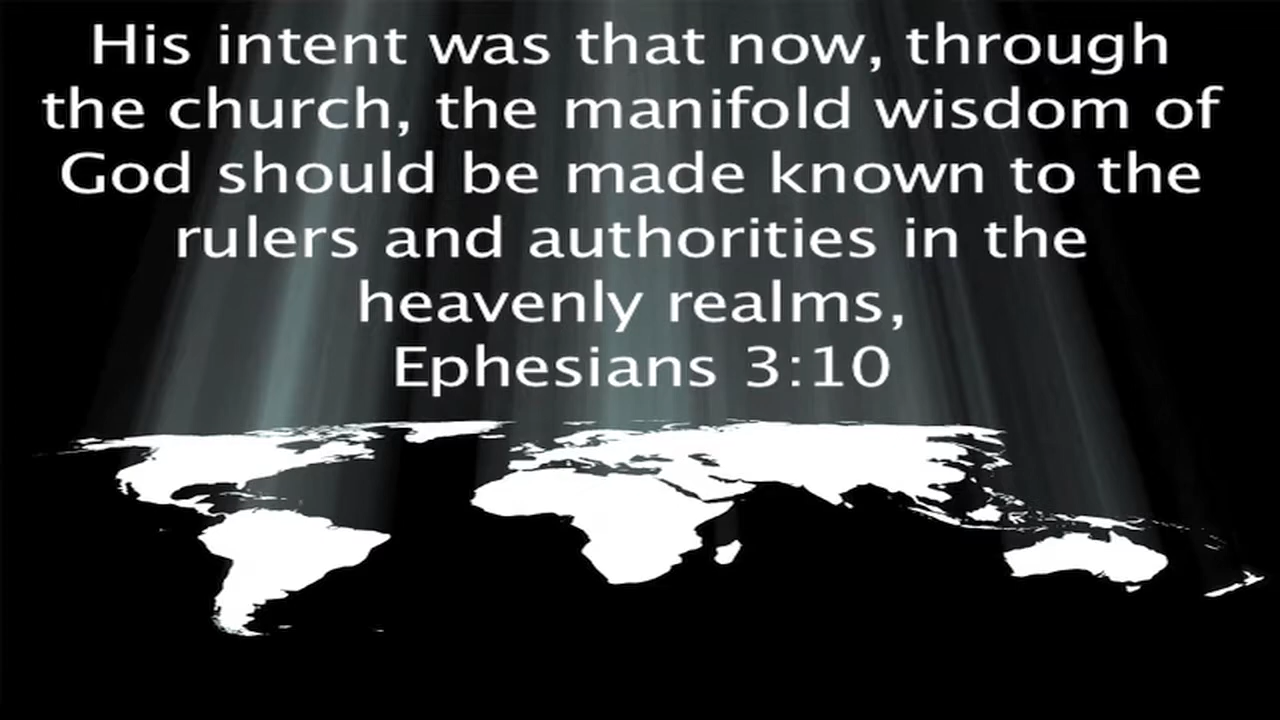 His intent was that now, through
the church, the manifold wisdom of
God should be made known to the
rulers and authorities in the
heavenly realms,
Ephesians 3:10